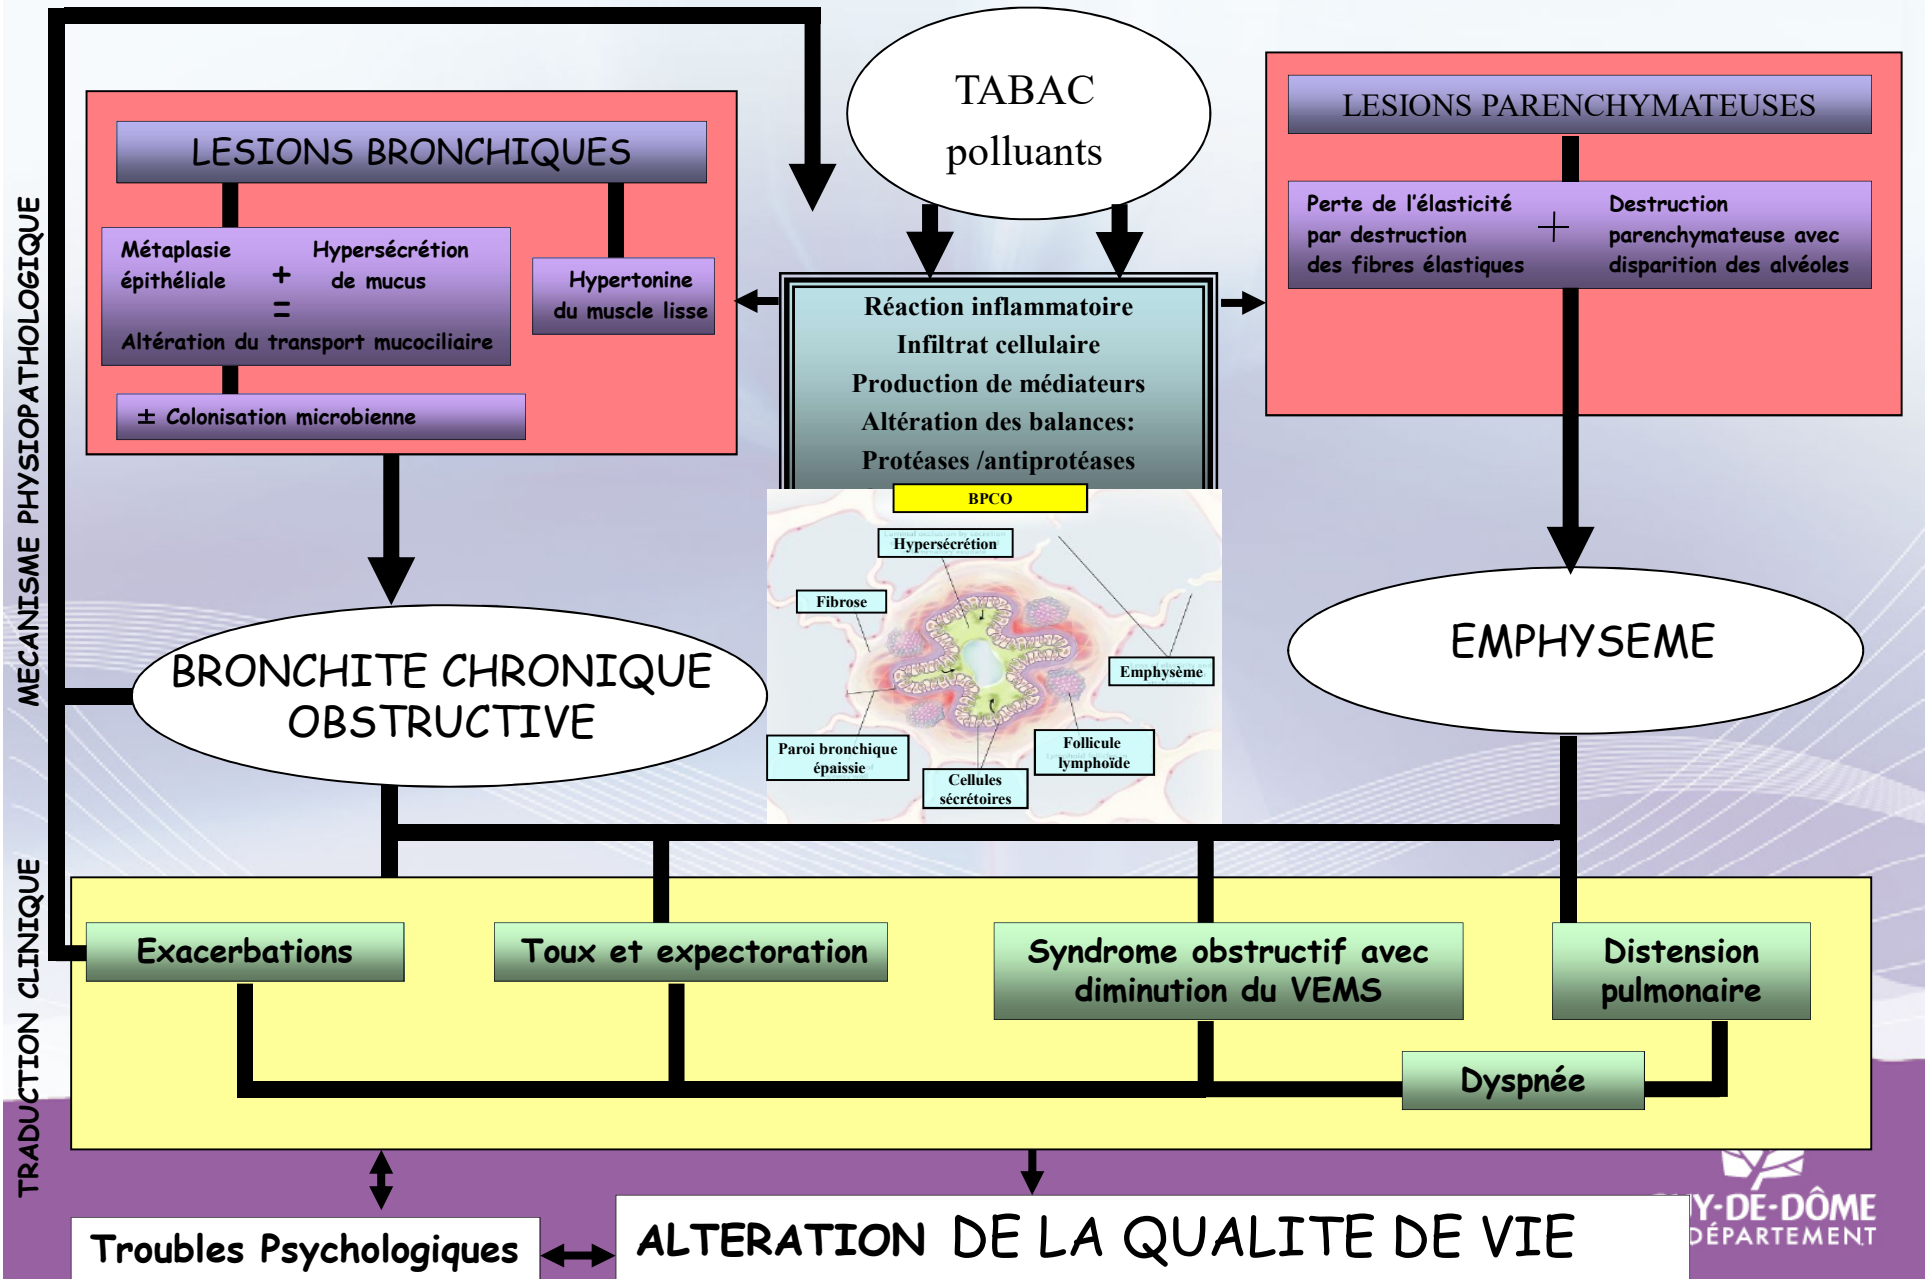 TABAC
polluants
LESIONS BRONCHIQUES
Métaplasie
épithéliale
+
Hypersécrétion
de mucus
=
Altération du transport mucociliaire
Hypertonine
du muscle lisse
± Colonisation microbienne
LESIONS PARENCHYMATEUSES
Perte de l'élasticité
par destruction
des fibres élastiques
+
Destruction
parenchymateuse avec
disparition des alvéoles
Réaction inflammatoire
Infiltrat cellulaire
Production de médiateurs
Altération des balances:
Protéases /antiprotéases
BPCO
Hypersécrétion
Fibrose
Emphysème
Paroi bronchique
épaissie
Follicule
lymphoïde
Cellules
sécrétoires
MECANISME PHYSIOPATHOLOGIQUE
BRONCHITE CHRONIQUE
OBSTRUCTIVE
EMPHYSEME
TRADUCTION CLINIQUE
Exacerbations
Toux et expectoration
Syndrome obstructif avec
diminution du VEMS
Distension
pulmonaire
Dyspnée
Troubles Psychologiques
ALTERATION DE LA QUALITE DE VIE
Y-DE-DÔME
DÉPARTEMENT